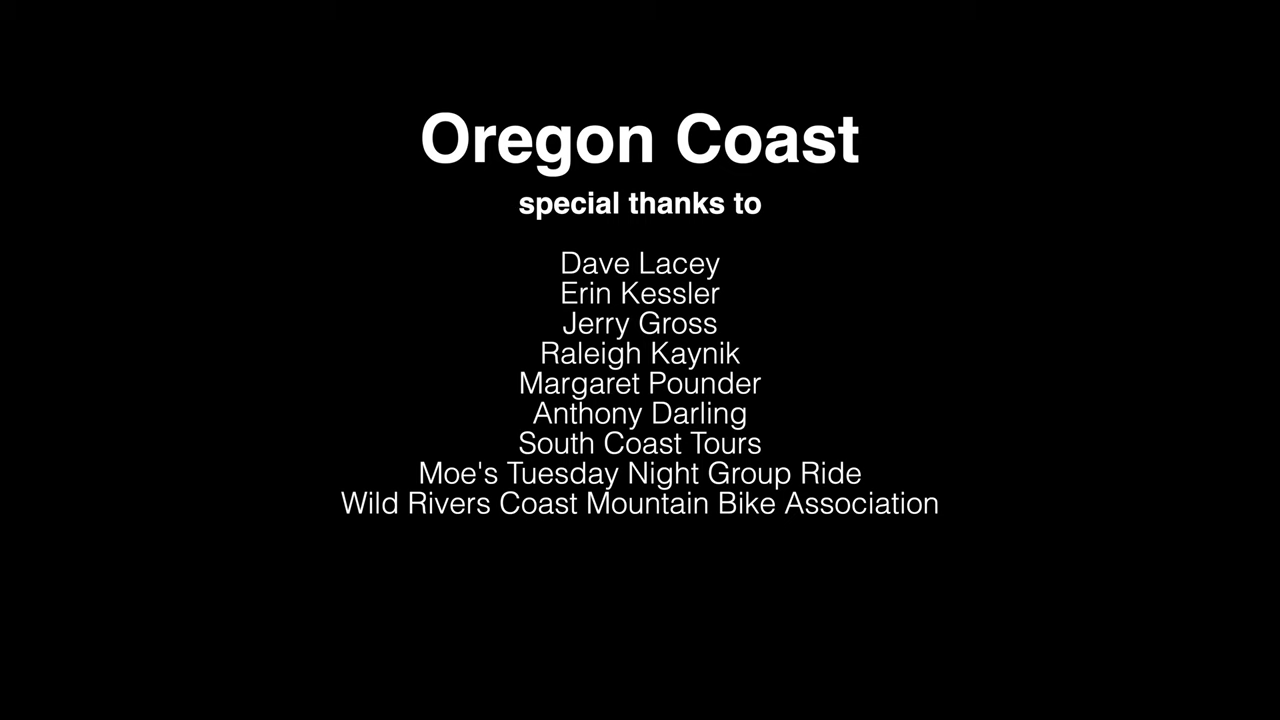 Oregon Coast
special thanks to
Dave Lacey
Erin Kessler
Jerry Gross
Raleigh Kaynik
Margaret Pounder
Anthony Darling
South Coast Tours
Moe's Tuesday Night Group Ride
Wild Rivers Coast Mountain Bike Association